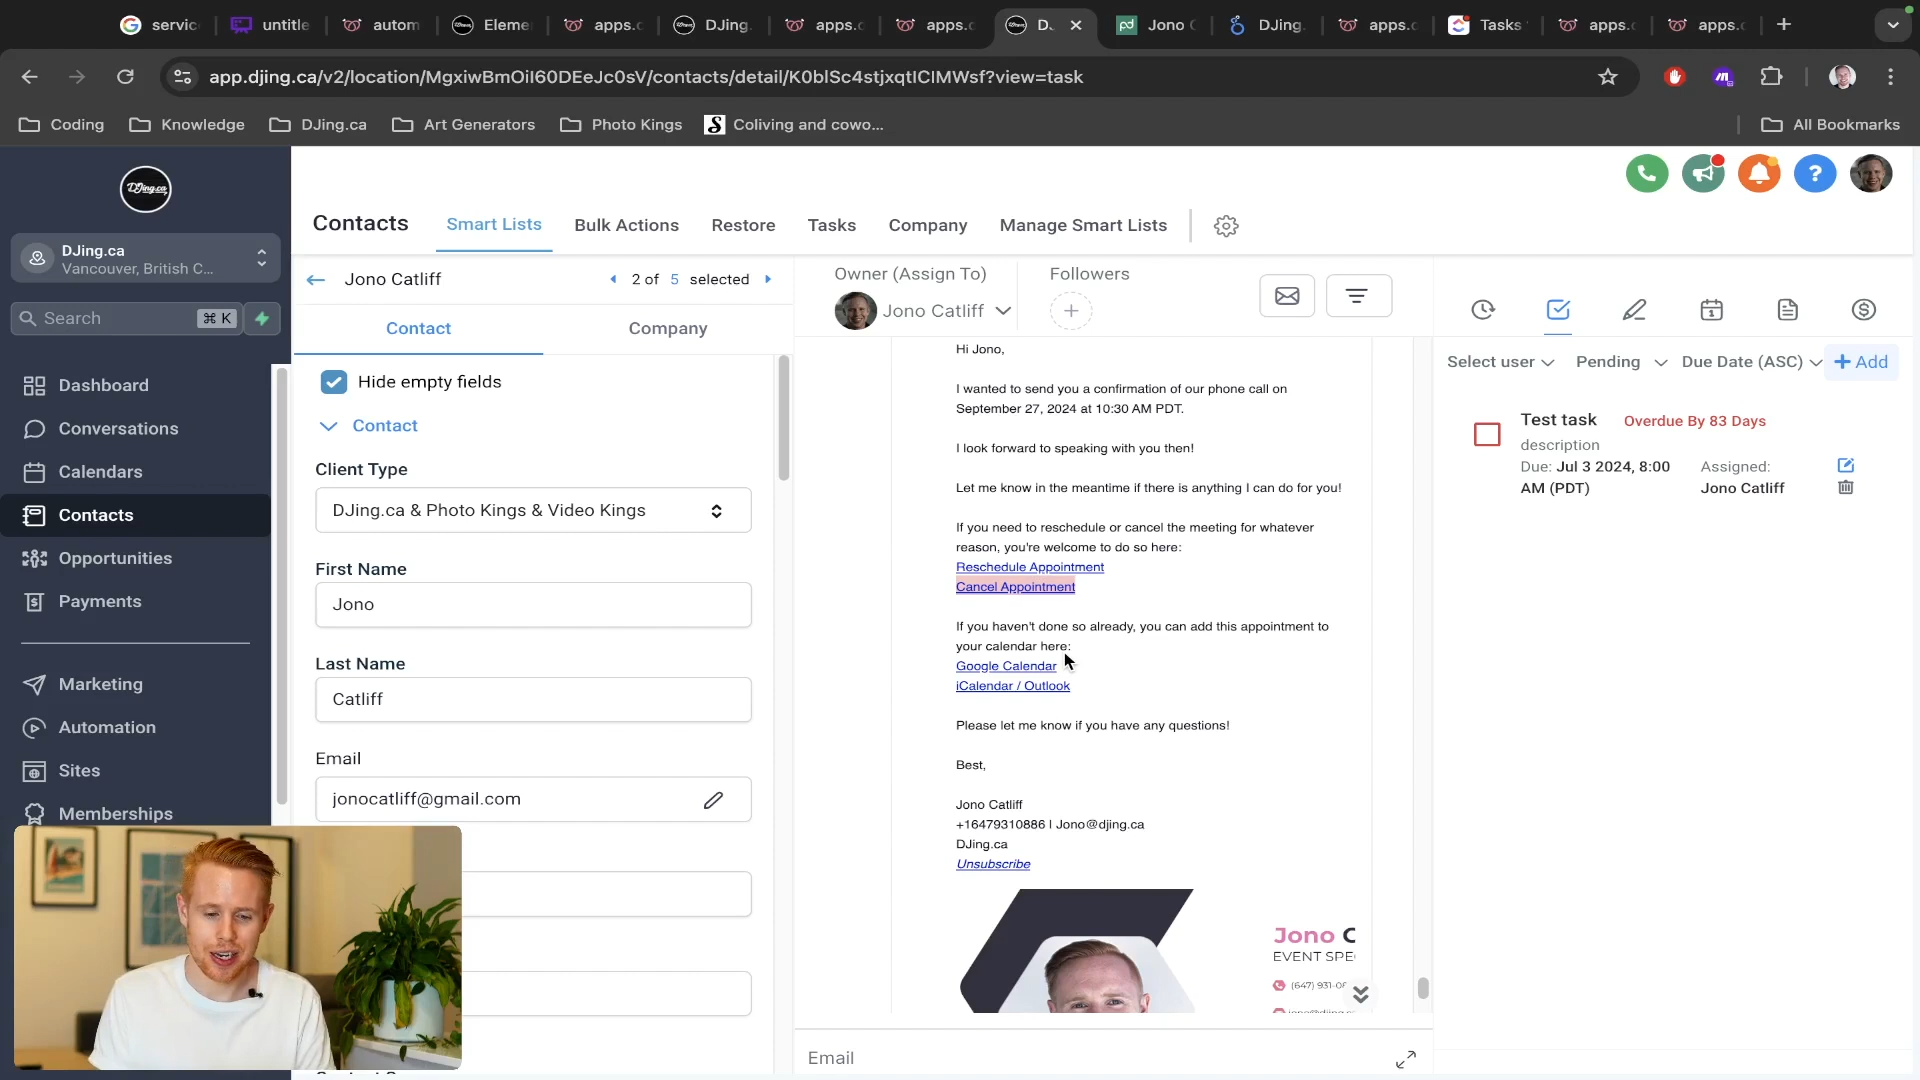 servic
untitle
autom
Eleme
apps.c
DJing.
apps.c
apps.c
D.
Jono C
DJing.
apps.c
Tasks
apps.c
apps.c
app.djing.ca/v2/location/MgxiwBmOiI60DEeJc0sV/contacts/detail/K0blSc4stjxqtICIMWsf?view=task
Coding
Knowledge
DJing.ca
Art Generators
Photo Kings
Coliving and cowo...
All Bookmarks
DJing.ca
DJing.ca
Vancouver, British C...
Search
⌘ K
Dashboard
Conversations
Calendars
Contacts
Opportunities
Payments
Marketing
Automation
Sites
Memberships
Contacts
Smart Lists
Bulk Actions
Restore
Tasks
Company
Manage Smart Lists
Jono Catliff
2 of 5 selected
Contact
Company
Hide empty fields
Contact
Client Type
DJing.ca & Photo Kings & Video Kings
First Name
Jono
Last Name
Catliff
Email
jonocatliff@gmail.com
Owner (Assign To)
Jono Catliff
Followers
Hi Jono,
I wanted to send you a confirmation of our phone call on
September 27, 2024 at 10:30 AM PDT.
I look forward to speaking with you then!
Let me know in the meantime if there is anything I can do for you!
If you need to reschedule or cancel the meeting for whatever
reason, you're welcome to do so here:
Reschedule Appointment
Cancel Appointment
If you haven't done so already, you can add this appointment to
your calendar here:
Google Calendar
iCalendar / Outlook
Please let me know if you have any questions!
Best,
Jono Catliff
+16479310886 | Jono@djing.ca
DJing.ca
Unsubscribe
Jono C
EVENT SPE
(647) 931-08
Email
Select user
Pending
Due Date (ASC)
+ Add
Test task
Overdue By 83 Days
description
Due: Jul 3 2024, 8:00
AM (PDT)
Assigned:
Jono Catliff